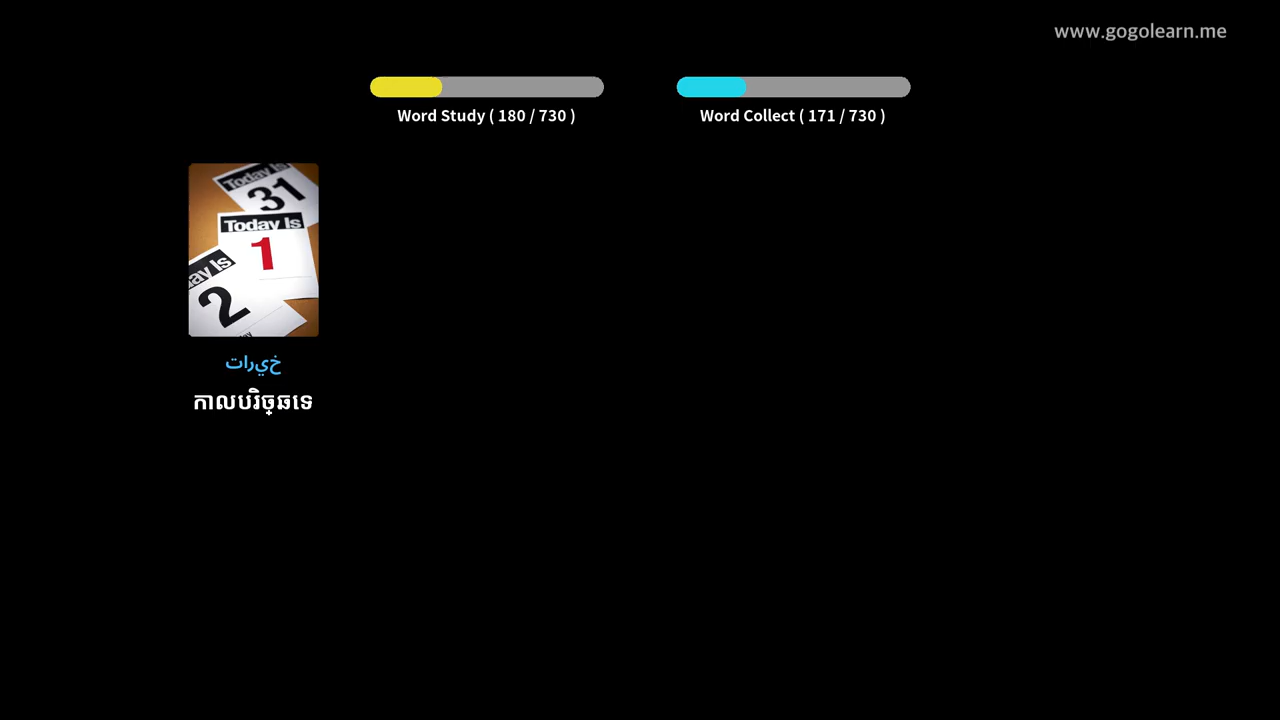 www.gogolearn.me
Word Study ( 180 / 730 )
Word Collect ( 171 / 730 )
Today Is
31
Today Is
1
ay Is
2
خيرات
កាលបរិច្ឆេទ